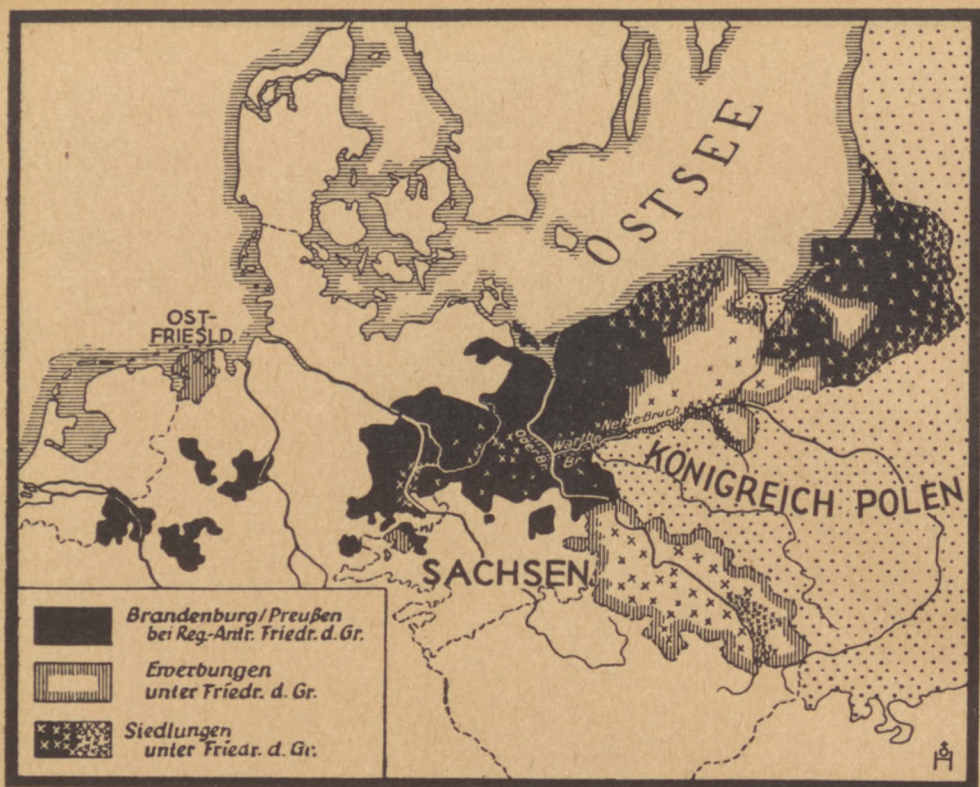 OSTSEE
OST-
FRIESLD.
Netze Bruch
Warthe
Br.
Oder
Br.
KÖNIGREICH POLEN
SACHSEN
Brandenburg/Preußen
bei Reg.-Antr. Friedr. d. Gr.
Erwerbungen
unter Friedr. d. Gr.
Siedlungen
unter Friedr. d. Gr.